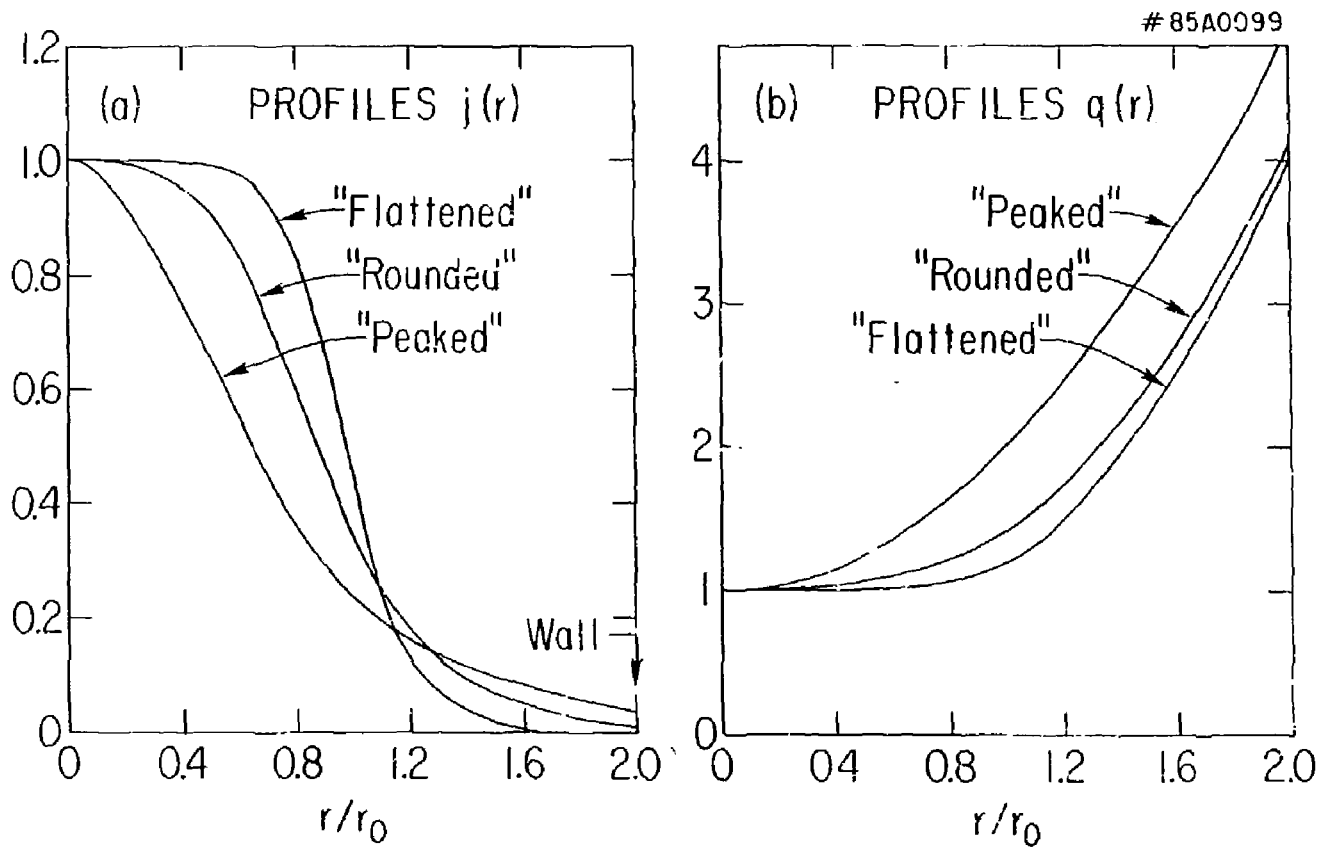 #85A0099
(a) PROFILES j(r)
1.2
1.0
0.8
0.6
0.4
0.2
0
"Flattened"
"Rounded"
"Peaked"
Wall
0 0.4 0.8 1.2 1.6 2.0
r/r0
(b) PROFILES q(r)
4
3
2
1
0
"Peaked"
"Rounded"
"Flattened"
0 04 0.8 1.2 1.6 2.0
r/r0